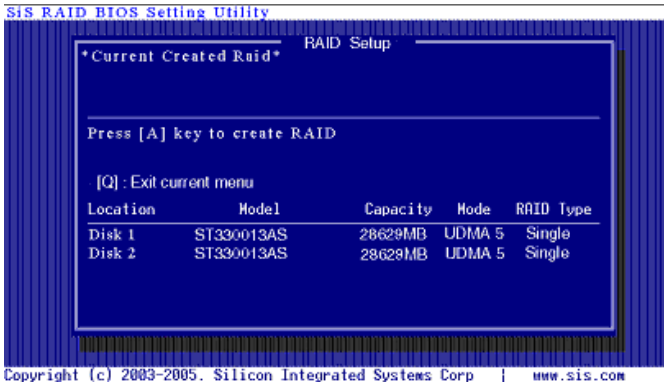 SiS RAID BIOS Setting Utility
RAID Setup
*Current Created Raid*
Press [A] key to create RAID
[Q] : Exit current menu
Location Model Capacity Mode RAID Type
Disk 1 ST330013AS 28629MB UDMA 5 Single
Disk 2 ST330013AS 28629MB UDMA 5 Single
Copyright (c) 2003-2005. Silicon Integrated Systems Corp | www.sis.com